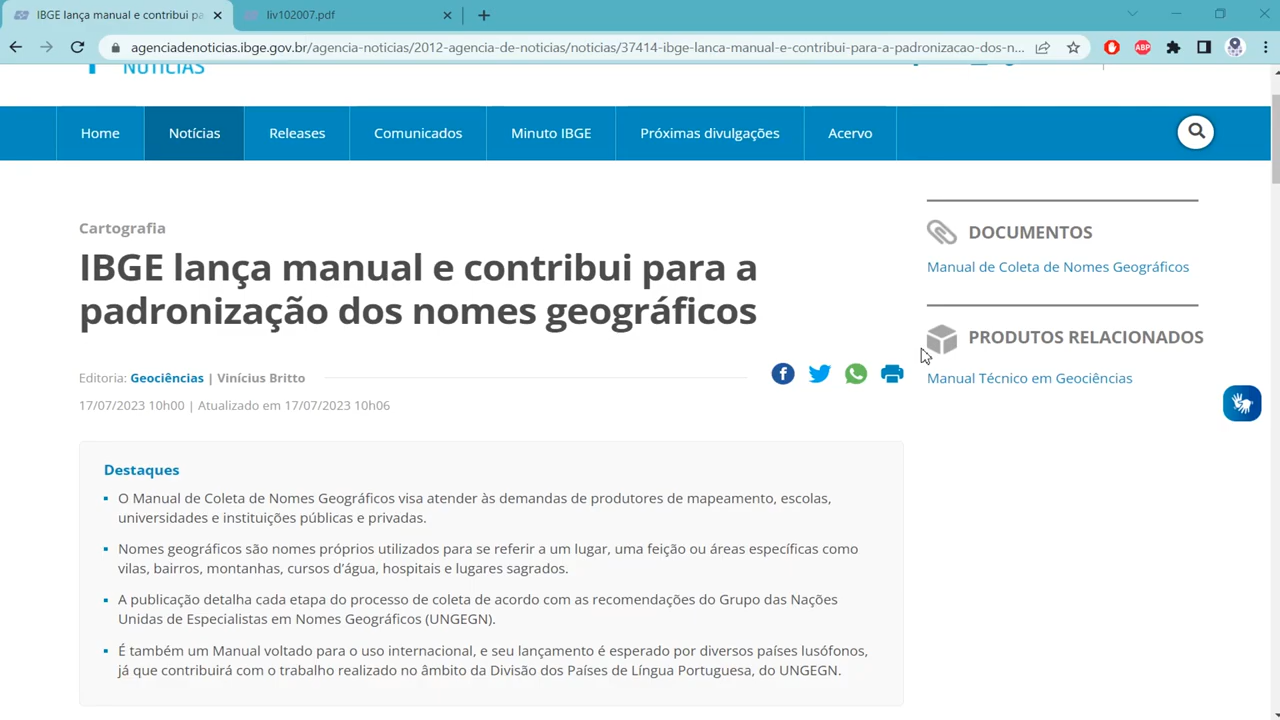 IBGE lança manual e contribui pa
liv102007.pdf
agenciadenoticias.ibge.gov.br/agencia-noticias/2012-agencia-de-noticias/noticias/37414-ibge-lanca-manual-e-contribui-para-a-padronizacao-dos-n...
ABP
NOTÍCIAS
Home
Notícias
Releases
Comunicados
Minuto IBGE
Próximas divulgações
Acervo
Cartografia
IBGE lança manual e contribui para a
padronização dos nomes geográficos
Editoria: Geociências | Vinícius Britto
17/07/2023 10h00 | Atualizado em 17/07/2023 10h06
Destaques
O Manual de Coleta de Nomes Geográficos visa atender às demandas de produtores de mapeamento, escolas,
universidades e instituições públicas e privadas.
Nomes geográficos são nomes próprios utilizados para se referir a um lugar, uma feição ou áreas específicas como
vilas, bairros, montanhas, cursos d'água, hospitais e lugares sagrados.
A publicação detalha cada etapa do processo de coleta de acordo com as recomendações do Grupo das Nações
Unidas de Especialistas em Nomes Geográficos (UNGEGN).
É também um Manual voltado para o uso internacional, e seu lançamento é esperado por diversos países lusófonos,
já que contribuirá com o trabalho realizado no âmbito da Divisão dos Países de Língua Portuguesa, do UNGEGN.
DOCUMENTOS
Manual de Coleta de Nomes Geográficos
PRODUTOS RELACIONADOS
Manual Técnico em Geociências